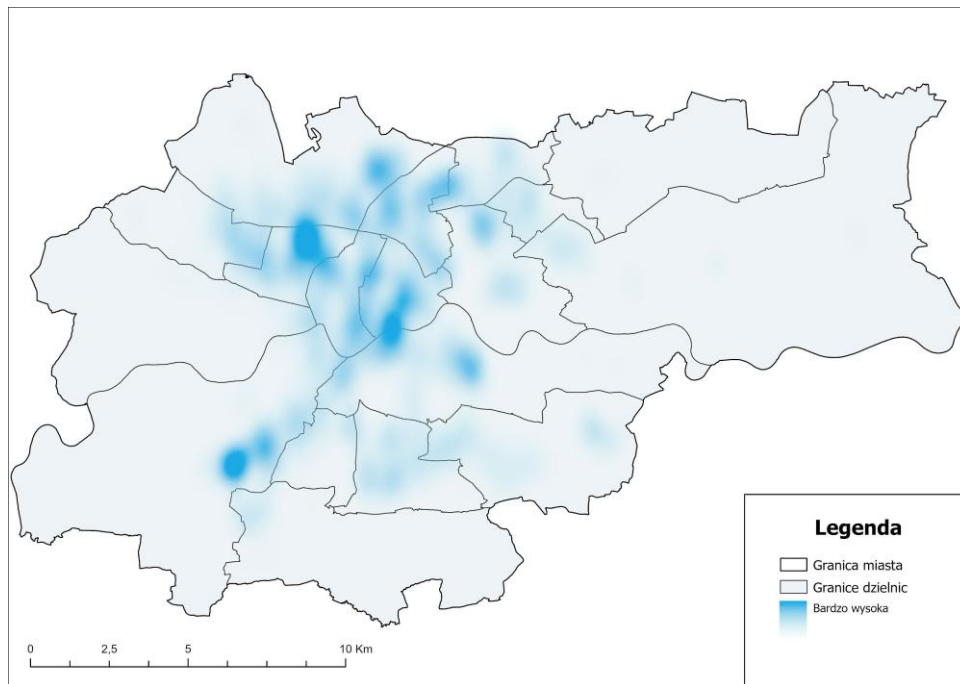 Legenda
Granica miasta
Granice dzielnic
Bardzo wysoka
0 2,5 5 10 Km